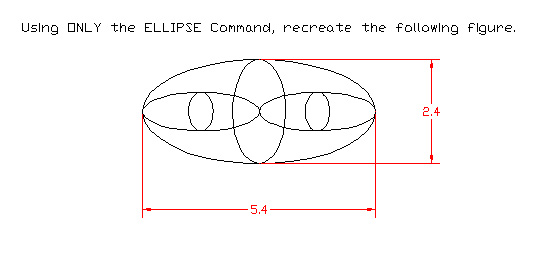 Using ONLY the ELLIPSE Command, recreate the following figure.
2.4
5.4